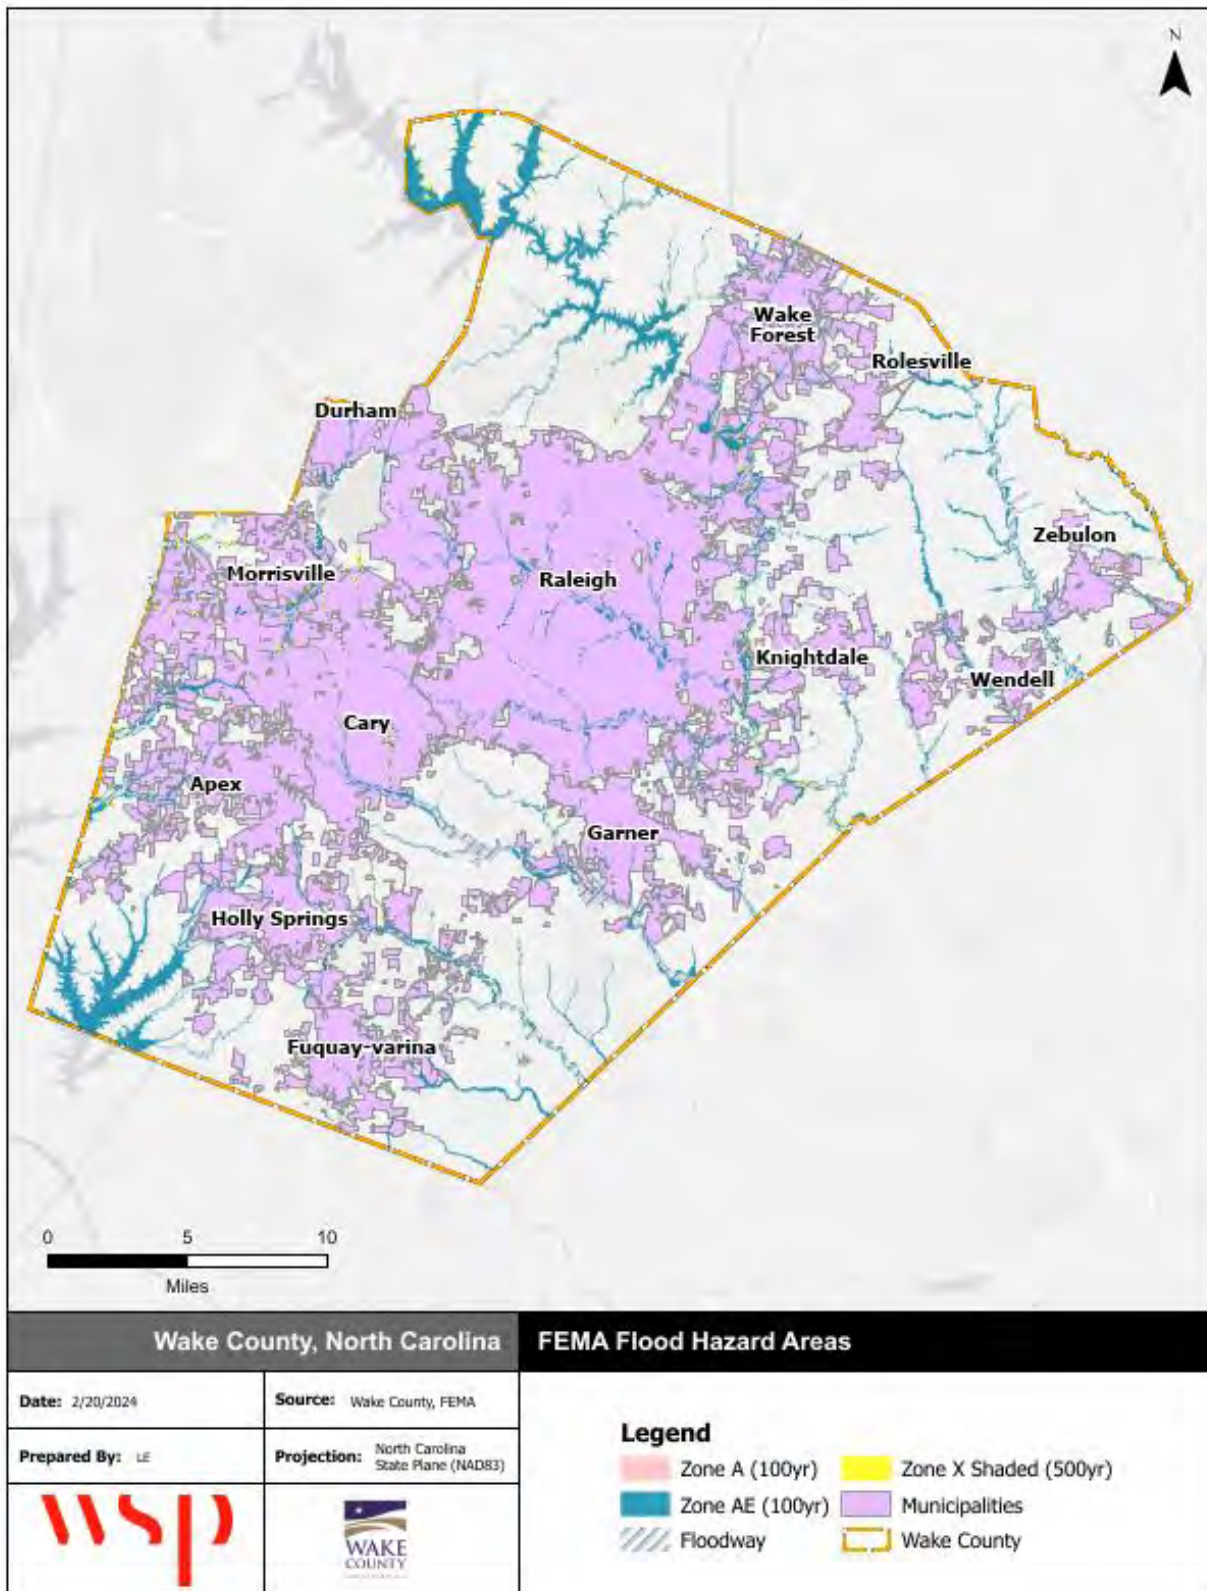 N
Wake
Forest
Rolesville
Durham
Zebulon
Morrisville
Raleigh
Knightdale
Wendell
Cary
Apex
Garner
Holly Springs
Fuquay-varina
0 5 10
Miles
Wake County, North Carolina
FEMA Flood Hazard Areas
Date: 2/20/2024
Source: Wake County, FEMA
Prepared By: LE
Projection: North Carolina
State Plane (NAD83)
wsp
WAKE
COUNTY
Legend
Zone A (100yr)
Zone X Shaded (500yr)
Zone AE (100yr)
Municipalities
Floodway
Wake County